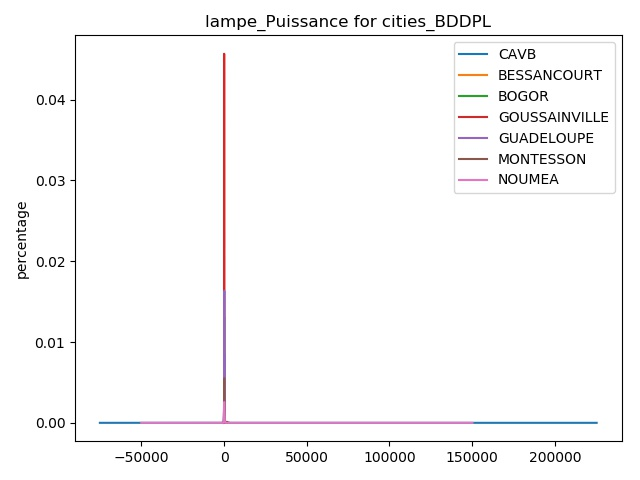 lampe_Puissance for cities_BDDPL
CAVB
BESSANCOURT
BOGOR
GOUSSAINVILLE
GUADELOUPE
MONTESSON
NOUMEA
percentage
0.04
0.03
0.02
0.01
0.00
−50000 0 50000 100000 150000 200000